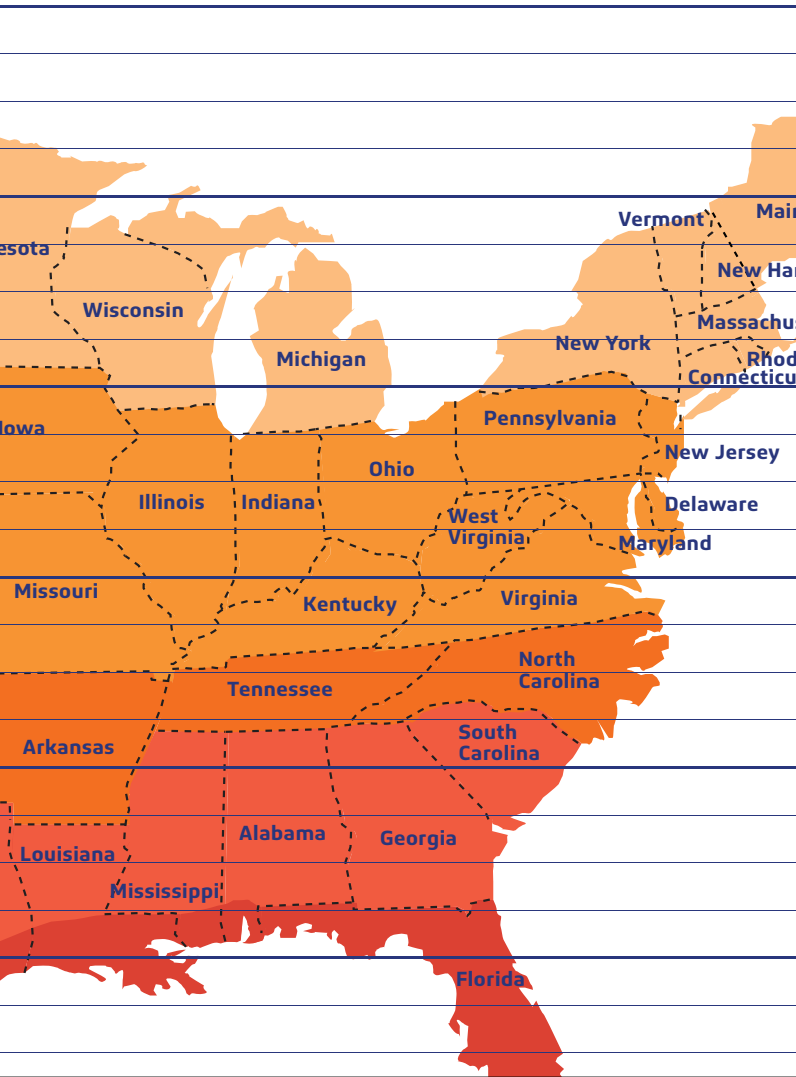 Vermont
Mai
esota
New Ha
Wisconsin
Massachu
New York
Michigan
Rhod
Connecticu
Pennsylvania
Iowa
New Jersey
Ohio
Illinois
Indiana
Delaware
West
Virginia
Maryland
Missouri
Kentucky
Virginia
North
Carolina
Tennessee
South
Carolina
Arkansas
Alabama
Georgia
Louisiana
Mississippi
Florida